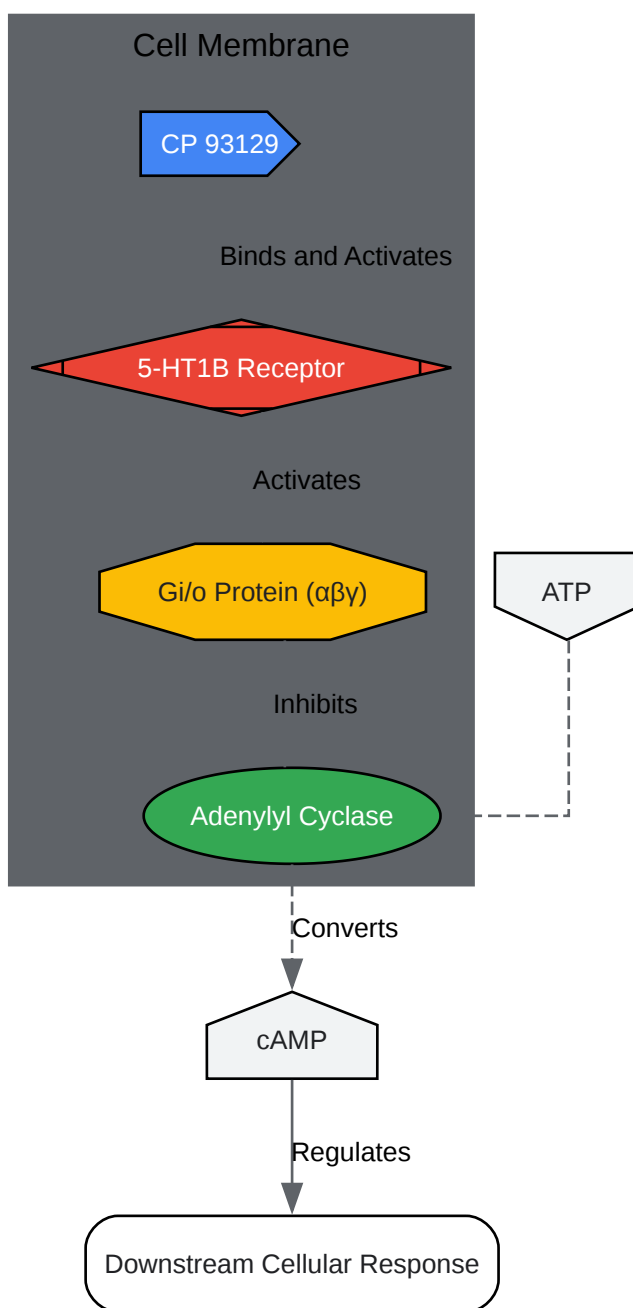 Cell Membrane
CP 93129
Binds and Activates
5-HT1B Receptor
Activates
Gi/o Protein (αβγ)
ATP
Inhibits
Adenylyl Cyclase
Converts
cAMP
Regulates
Downstream Cellular Response